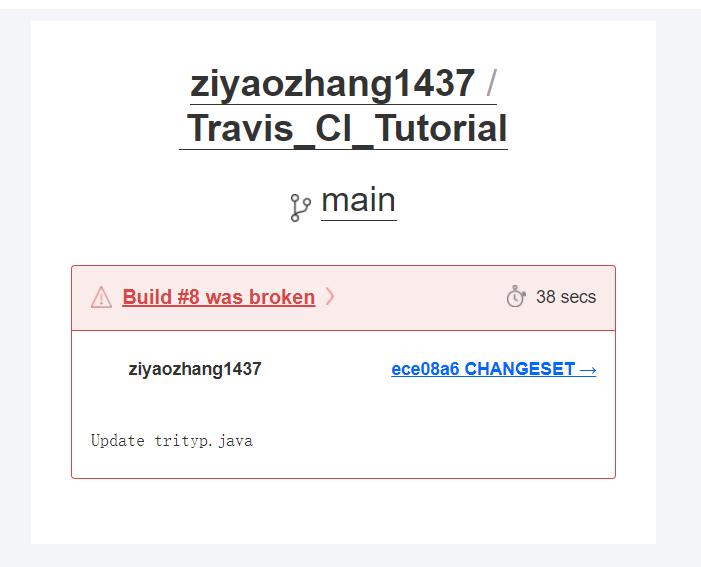 ziyaozhang1437 /
Travis_CI_Tutorial
main
Build #8 was broken 38 secs
ziyaozhang1437 ece08a6 CHANGESET →
Update trityp.java